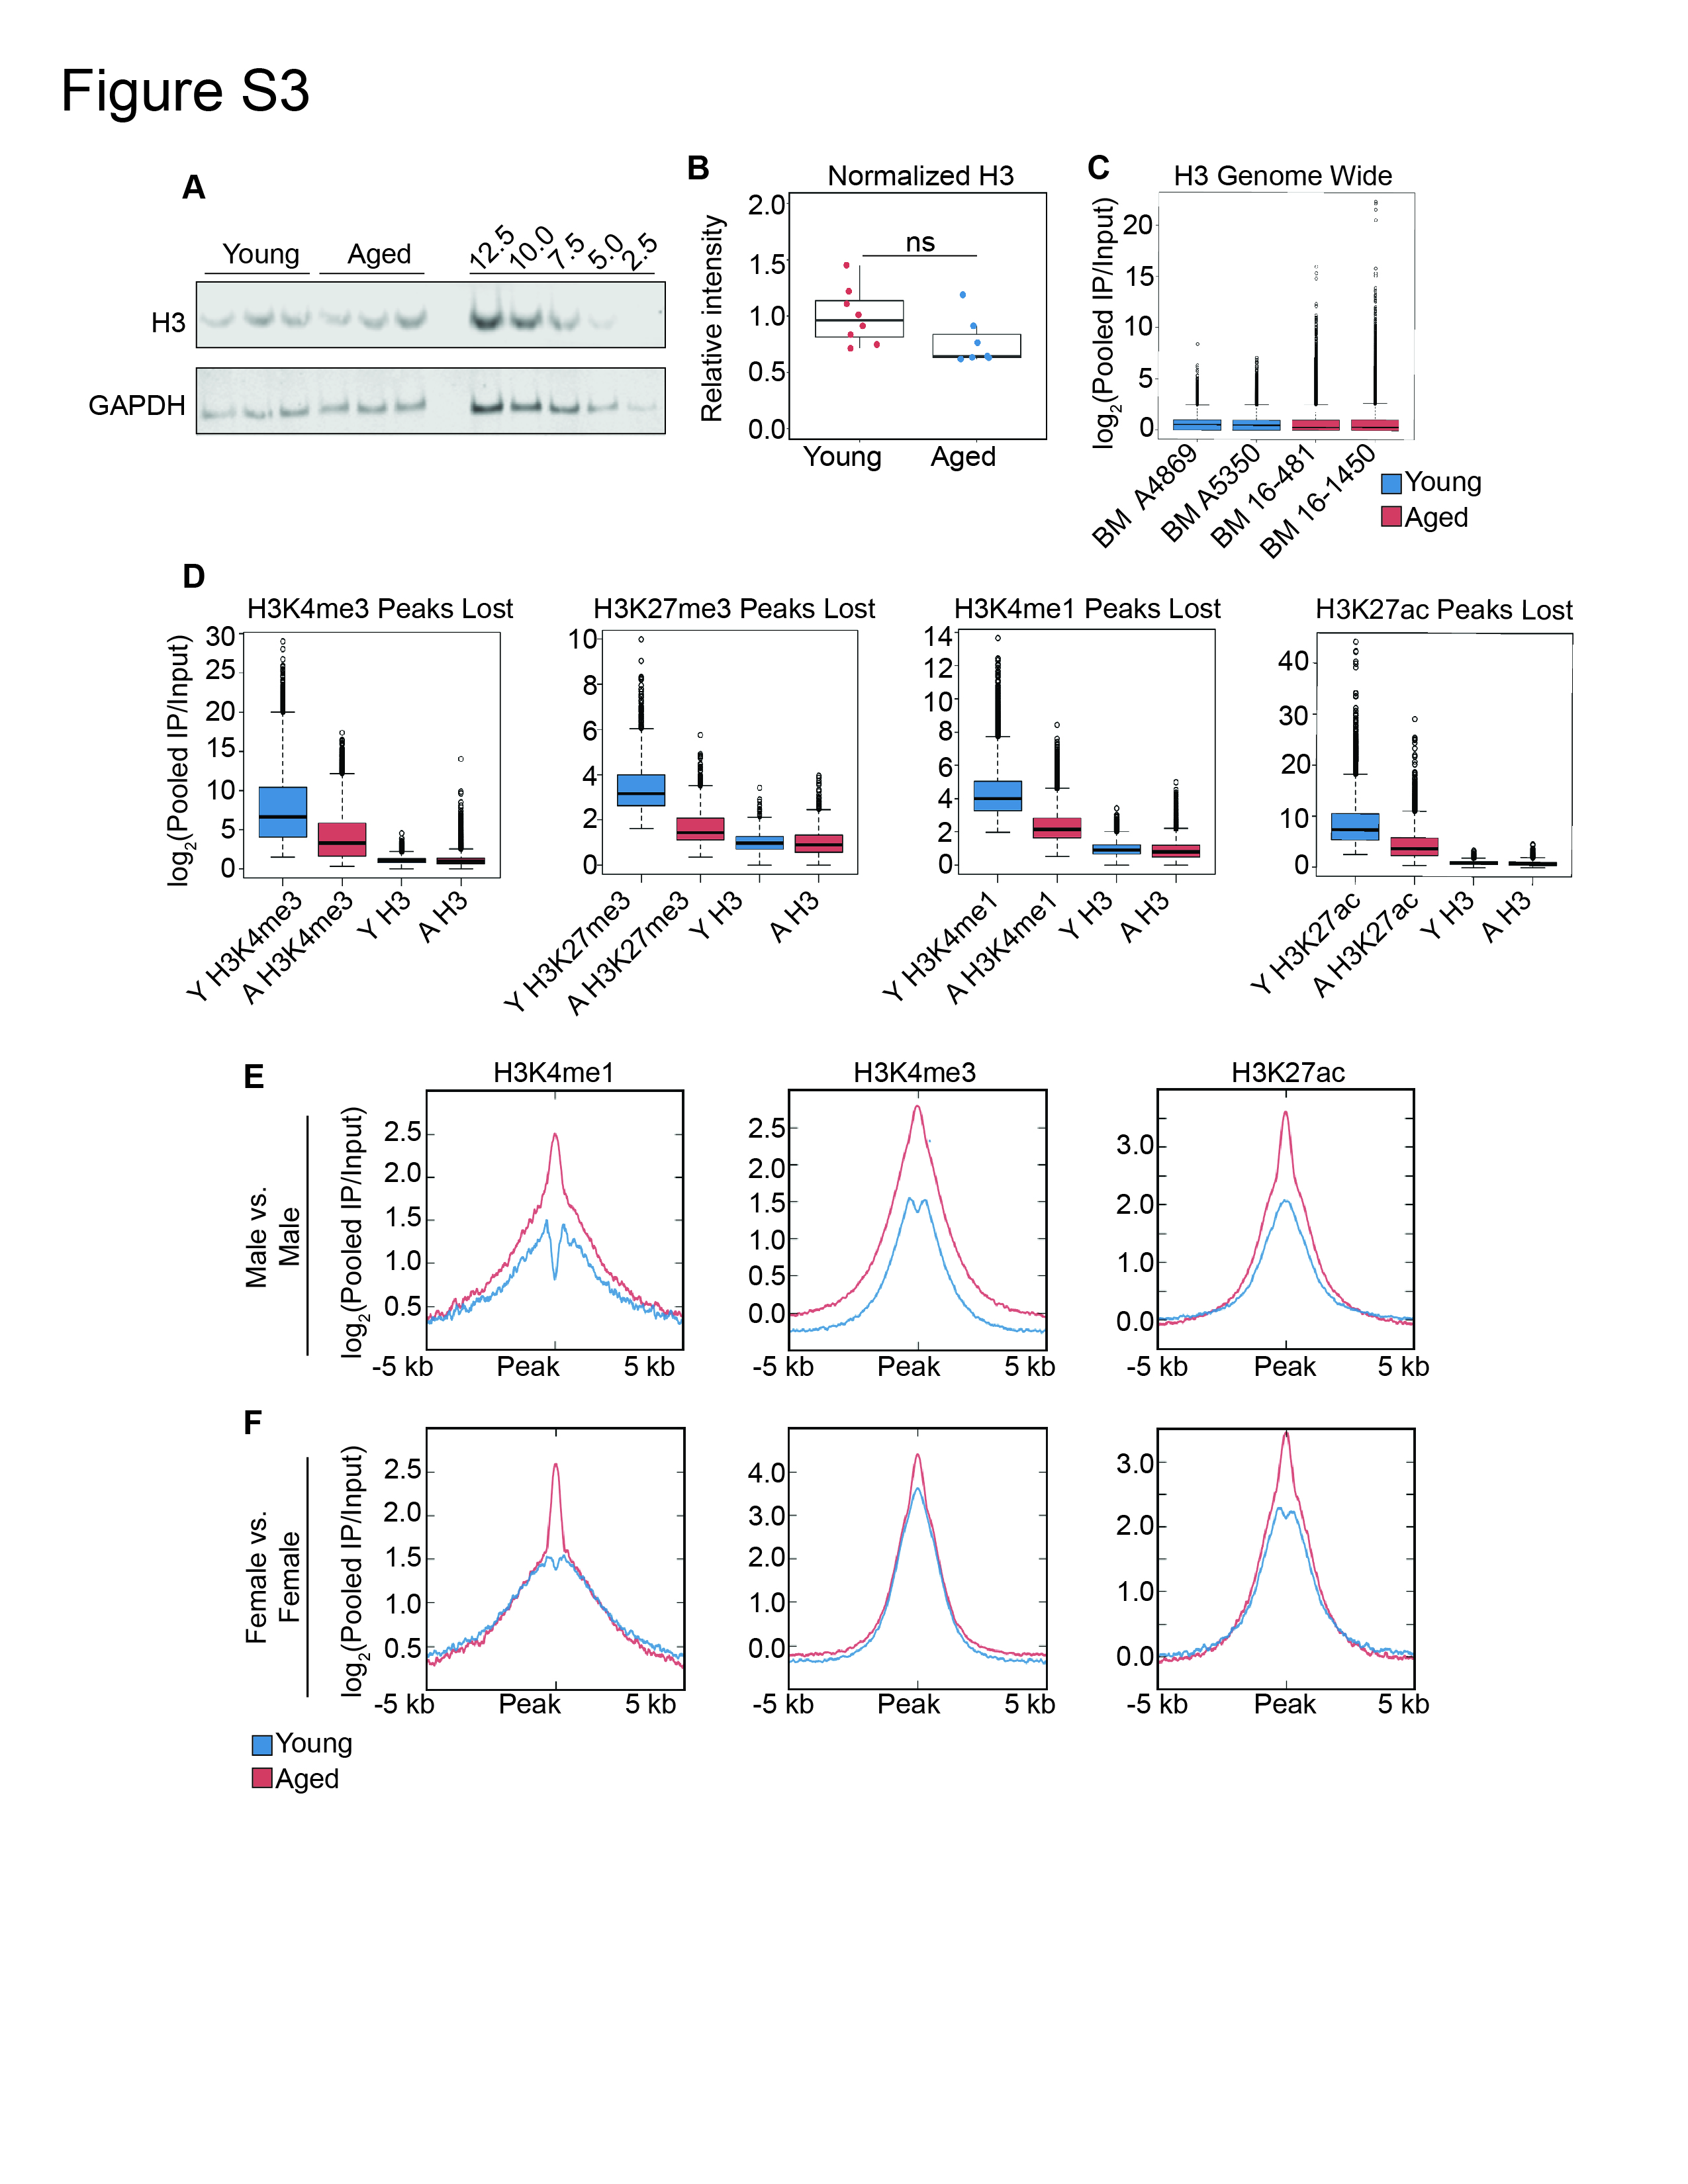 Figure S3
A
Young Aged 12.5 10.0 7.5 5.0 2.5
H3
GAPDH
B
Normalized H3
Relative intensity
2.0
1.5
1.0
0.5
0.0
ns
Young Aged
C
H3 Genome Wide
log2(Pooled IP/Input)
20
15
10
5
0
BM A4869
BM A5350
BM 16-481
BM 16-1450
Young
Aged
D
H3K4me3 Peaks Lost
log2(Pooled IP/Input)
30
25
20
15
10
5
0
Y H3K4me3
A H3K4me3
Y H3
A H3
H3K27me3 Peaks Lost
10
8
6
4
2
0
Y H3K27me3
A H3K27me3
Y H3
A H3
H3K4me1 Peaks Lost
14
12
10
8
6
4
2
0
Y H3K4me1
A H3K4me1
Y H3
A H3
H3K27ac Peaks Lost
40
30
20
10
0
Y H3K27ac
A H3K27ac
Y H3
A H3
E
Male vs.
Male
H3K4me1
log2(Pooled IP/Input)
2.5
2.0
1.5
1.0
0.5
-5 kb Peak 5 kb
H3K4me3
2.5
2.0
1.5
1.0
0.5
0.0
-5 kb Peak 5 kb
H3K27ac
3.0
2.0
1.0
0.0
-5 kb Peak 5 kb
F
Female vs.
Female
log2(Pooled IP/Input)
2.5
2.0
1.5
1.0
0.5
-5 kb Peak 5 kb
4.0
3.0
2.0
1.0
0.0
-5 kb Peak 5 kb
3.0
2.0
1.0
0.0
-5 kb Peak 5 kb
Young
Aged